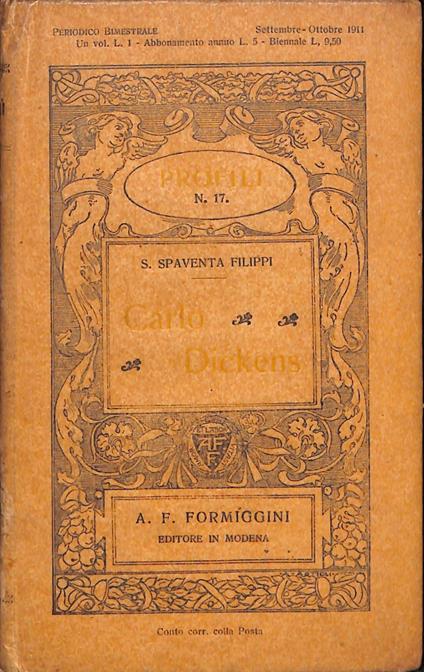 PERIODICO BIMESTRALE Settembre-Ottobre 1911
Un vol. L. 1 - Abbonamento annuo L. 5 - Biennale L, 9,50
PROFILI
N. 17.
S. SPAVENTA FILIPPI
Carlo
Dickens
A F
F
A. F. FORMÍGGINI
EDITORE IN MODENA
Conto corr. colla Posta